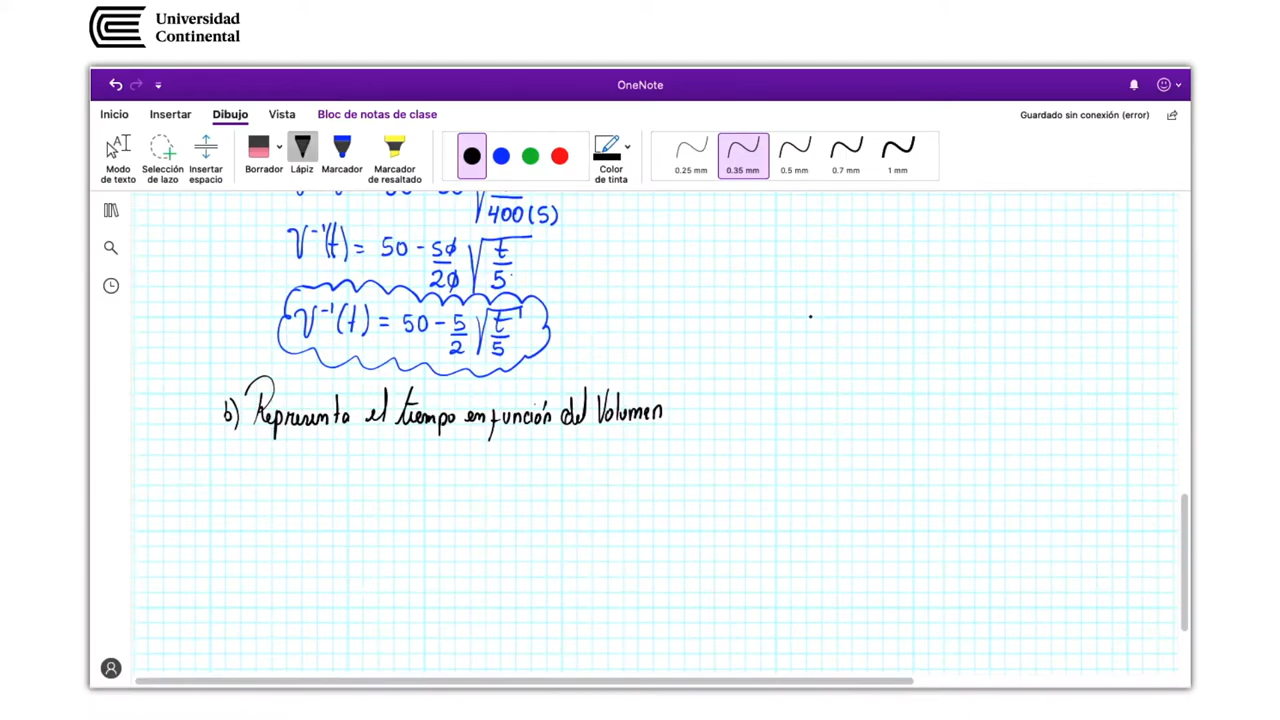 Universidad
Continental
OneNote
Inicio Insertar Dibujo Vista Bloc de notas de clase
Guardado sin conexión (error)
Modo de texto
Selección de lazo
Insertar espacio
Borrador
Lápiz
Marcador
Marcador de resaltado
Color de tinta
0.25 mm 0.35 mm 0.5 mm 0.7 mm 1 mm
400(5)
V⁻¹(t) = 50 - 50/20 √(t/5)
V⁻¹(t) = 50 - 5/2 √(t/5)
b) Representa el tiempo en función del Volumen